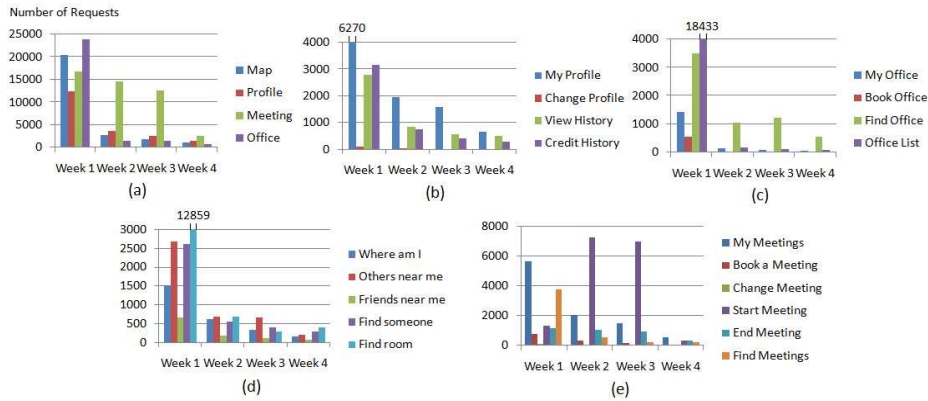 Number of Requests
25000
20000
15000
10000
5000
0
Week 1 Week 2 Week 3 Week 4
Map
Profile
Meeting
Office
(a)
6270
4000
3000
2000
1000
0
Week 1 Week 2 Week 3 Week 4
My Profile
Change Profile
View History
Credit History
(b)
18433
4000
3000
2000
1000
0
Week 1 Week 2 Week 3 Week 4
My Office
Book Office
Find Office
Office List
(c)
12859
3000
2500
2000
1500
1000
500
0
Week 1 Week 2 Week 3 Week 4
Where am I
Others near me
Friends near me
Find someone
Find room
(d)
8000
6000
4000
2000
0
Week 1 Week 2 Week 3 Week 4
My Meetings
Book a Meeting
Change Meeting
Start Meeting
End Meeting
Find Meetings
(e)